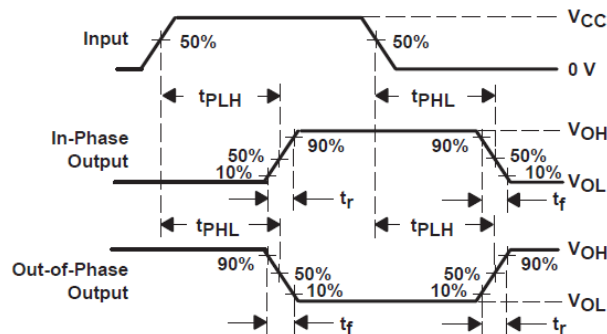 Input
50%
50%
VCC
0 V
tPLH
tPHL
In-Phase
Output
90%
50%
10%
90%
50%
10%
VOH
VOL
tr
tf
tPHL
tPLH
Out-of-Phase
Output
90%
50%
10%
50%
10%
90%
VOH
VOL
tf
tr